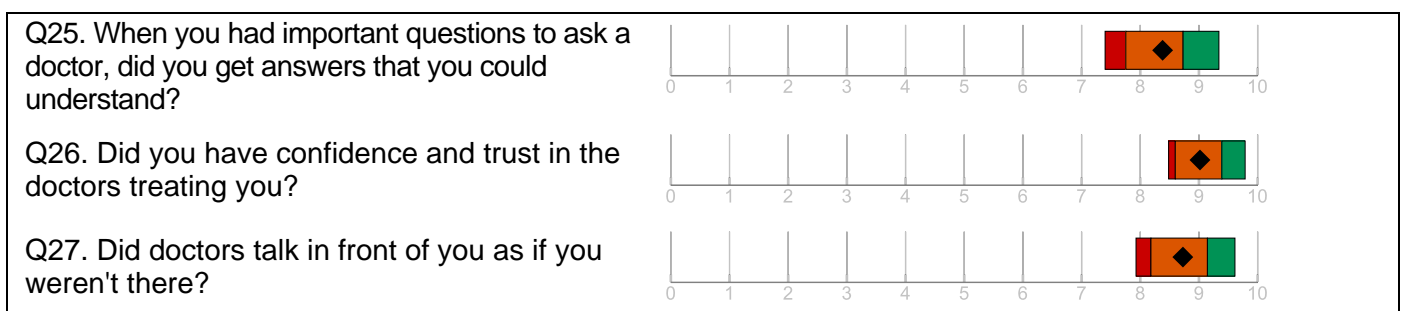 Q25. When you had important questions to ask a
doctor, did you get answers that you could
understand?
0 1 2 3 4 5 6 7 8 9 10
Q26. Did you have confidence and trust in the
doctors treating you?
0 1 2 3 4 5 6 7 8 9 10
Q27. Did doctors talk in front of you as if you
weren't there?
0 1 2 3 4 5 6 7 8 9 10